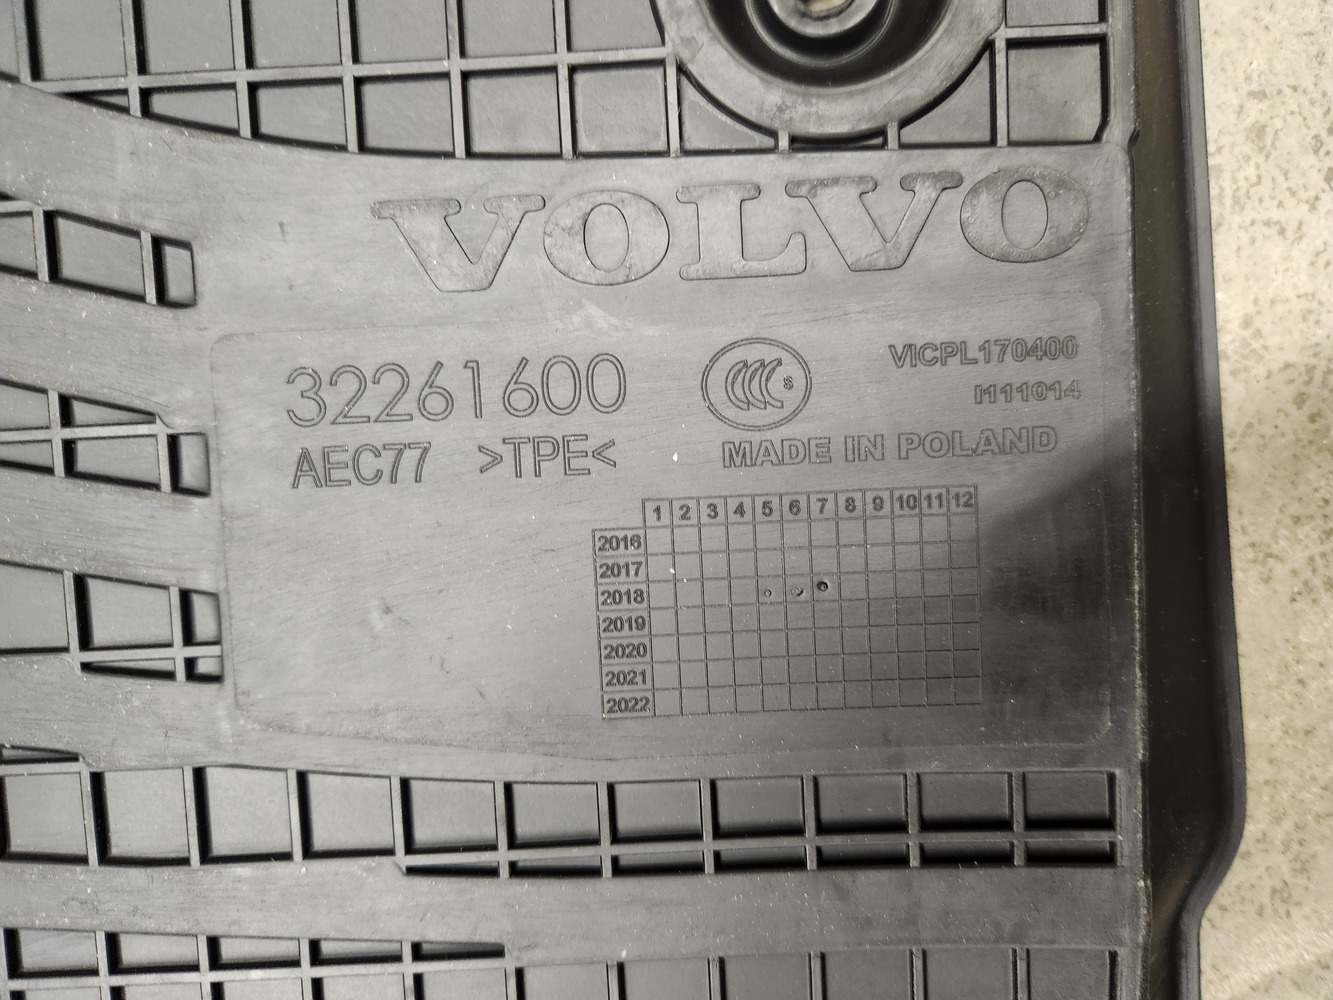 VOLVO
32261600
VICPL170400
I111014
AEC77 >TPE<
MADE IN POLAND
1 2 3 4 5 6 7 8 9 10 11 12
2016
2017
2018
2019
2020
2021
2022